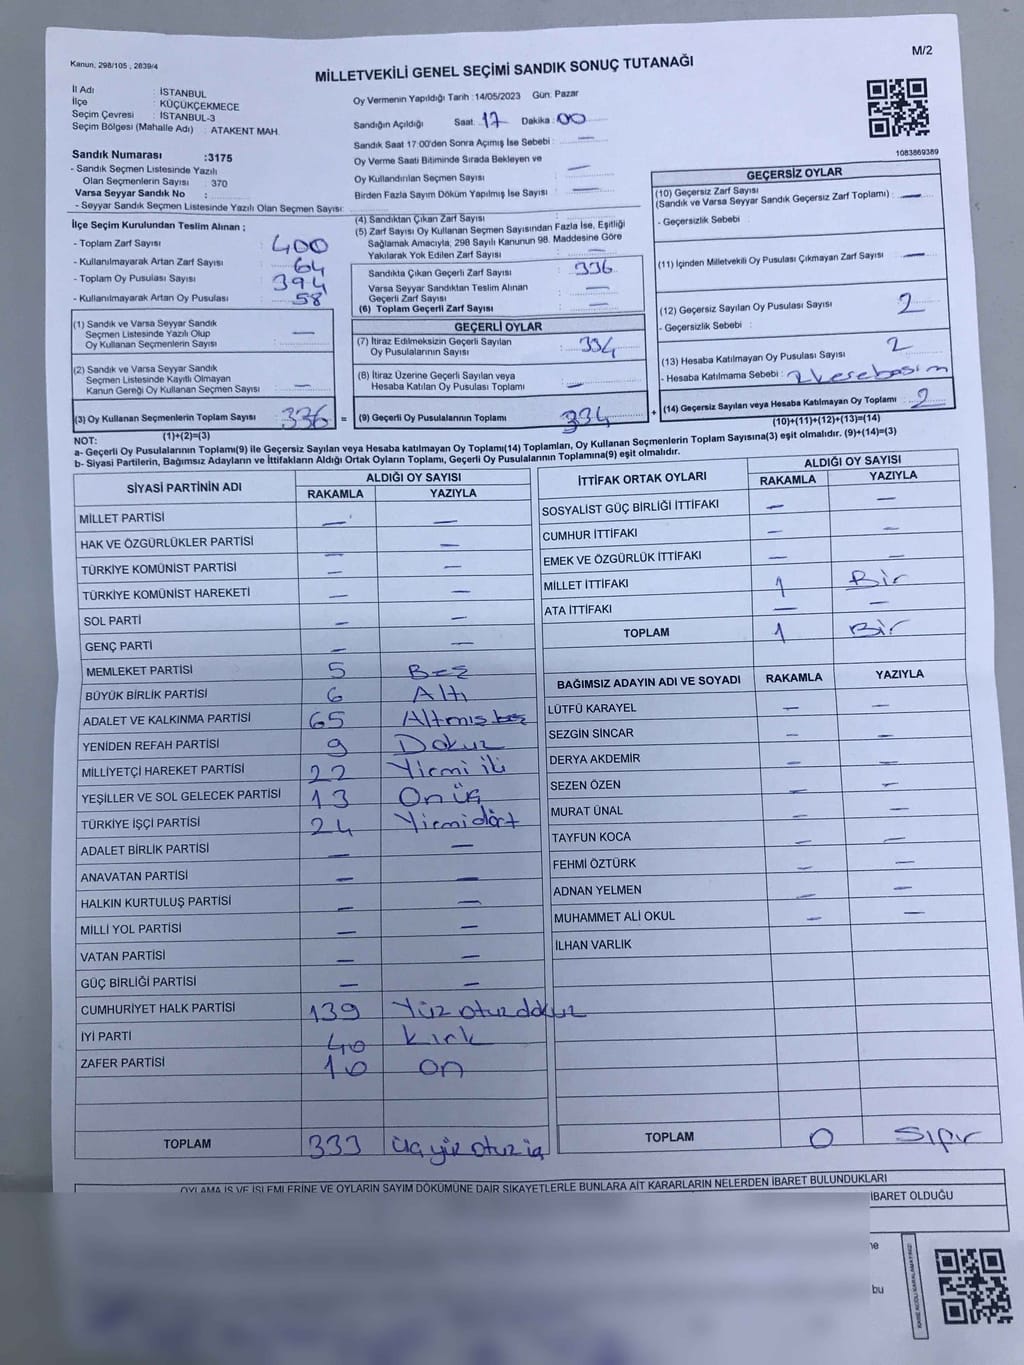 Kanun, 298/105 , 2839/4
M/2
MİLLETVEKİLİ GENEL SEÇİMİ SANDIK SONUÇ TUTANAĞI
İl Adı : İSTANBUL
İlçe : KÜÇÜKÇEKMECE
Seçim Çevresi : İSTANBUL-3
Seçim Bölgesi (Mahalle Adı) : ATAKENT MAH.
Sandık Numarası :3175
- Sandık Seçmen Listesinde Yazılı
Olan Seçmenlerin Sayısı : 370
Varsa Seyyar Sandık No :
- Seyyar Sandık Seçmen Listesinde Yazılı Olan Seçmen Sayısı:
Oy Vermenin Yapıldığı Tarih :14/05/2023 Gün: Pazar
Sandığın Açıldığı Saat: 17 Dakika: 00
Sandık Saat 17:00'den Sonra Açımış İse Sebebi : —
Oy Verme Saati Bitiminde Sırada Bekleyen ve
Oy Kullandırılan Seçmen Sayısı : —
Birden Fazla Sayım Döküm Yapılmış İse Sayısı : —
1083869389
İlçe Seçim Kurulundan Teslim Alınan ;
- Toplam Zarf Sayısı : 400
- Kullanılmayarak Artan Zarf Sayısı : 64
- Toplam Oy Pusulası Sayısı : 394
- Kullanılmayarak Artan Oy Pusulası : 58
(1) Sandık ve Varsa Seyyar Sandık
Seçmen Listesinde Yazılı Olup
Oy Kullanan Seçmenlerin Sayısı : —
(2) Sandık ve Varsa Seyyar Sandık
Seçmen Listesinde Kayıtlı Olmayan
Kanun Gereği Oy Kullanan Seçmen Sayısı : —
(3) Oy Kullanan Seçmenlerin Toplam Sayısı : 336 =
(1)+(2)=(3)
(4) Sandıktan Çıkan Zarf Sayısı :
(5) Zarf Sayısı Oy Kullanan Seçmen Sayısından Fazla İse, Eşitliği
Sağlamak Amacıyla, 298 Sayılı Kanunun 98. Maddesine Göre
Yakılarak Yok Edilen Zarf Sayısı : —
Sandıkta Çıkan Geçerli Zarf Sayısı : 336
Varsa Seyyar Sandıktan Teslim Alınan
Geçerli Zarf Sayısı : —
(6) Toplam Geçerli Zarf Sayısı : —
GEÇERLİ OYLAR
(7) İtiraz Edilmeksizin Geçerli Sayılan
Oy Pusulalarının Sayısı : 334
(8) İtiraz Üzerine Geçerli Sayılan veya
Hesaba Katılan Oy Pusulası Toplamı : —
(9) Geçerli Oy Pusulalarının Toplamı : 334 +
GEÇERSİZ OYLAR
(10) Geçersiz Zarf Sayısı
(Sandık ve Varsa Seyyar Sandık Geçersiz Zarf Toplamı) : —
- Geçersizlik Sebebi :
(11) İçinden Milletvekili Oy Pusulası Çıkmayan Zarf Sayısı : —
(12) Geçersiz Sayılan Oy Pusulası Sayısı : 2
- Geçersizlik Sebebi :
(13) Hesaba Katılmayan Oy Pusulası Sayısı : 2
- Hesaba Katılmama Sebebi :
(14) Geçersiz Sayılan veya Hesaba Katılmayan Oy Toplamı : 2
(10)+(11)+(12)+(13)=(14)
NOT:
a- Geçerli Oy Pusulalarının Toplamı(9) ile Geçersiz Sayılan veya Hesaba katılmayan Oy Toplamı(14) Toplamları, Oy Kullanan Seçmenlerin Toplam Sayısına(3) eşit olmalıdır. (9)+(14)=(3)
b- Siyasi Partilerin, Bağımsız Adayların ve İttifakların Aldığı Ortak Oyların Toplamı, Geçerli Oy Pusulalarının Toplamına(9) eşit olmalıdır.
SİYASİ PARTİNİN ADI ALDIĞI OY SAYISI
RAKAMLA YAZIYLA
MİLLET PARTİSİ — —
HAK VE ÖZGÜRLÜKLER PARTİSİ — —
TÜRKİYE KOMÜNİST PARTİSİ — —
TÜRKİYE KOMÜNİST HAREKETİ — —
SOL PARTİ — —
GENÇ PARTİ — —
MEMLEKET PARTİSİ 5 Beş
BÜYÜK BİRLİK PARTİSİ 6 Altı
ADALET VE KALKINMA PARTİSİ 65 Altmış beş
YENİDEN REFAH PARTİSİ 9 Dokuz
MİLLİYETÇİ HAREKET PARTİSİ 22 Yirmi iki
YEŞİLLER VE SOL GELECEK PARTİSİ 13 On üç
TÜRKİYE İŞÇİ PARTİSİ 24 Yirmidört
ADALET BİRLİK PARTİSİ — —
ANAVATAN PARTİSİ — —
HALKIN KURTULUŞ PARTİSİ — —
MİLLİ YOL PARTİSİ — —
VATAN PARTİSİ — —
GÜÇ BİRLİĞİ PARTİSİ — —
CUMHURİYET HALK PARTİSİ 139 Yüz otuzdokuz
İYİ PARTİ 40 Kırk
ZAFER PARTİSİ 10 On
TOPLAM 333 Üçyüz otuz üç
İTTİFAK ORTAK OYLARI ALDIĞI OY SAYISI
RAKAMLA YAZIYLA
SOSYALİST GÜÇ BİRLİĞİ İTTİFAKI — —
CUMHUR İTTİFAKI — —
EMEK VE ÖZGÜRLÜK İTTİFAKI — —
MİLLET İTTİFAKI 1 Bir
ATA İTTİFAKI — —
TOPLAM 1 Bir
BAĞIMSIZ ADAYIN ADI VE SOYADI RAKAMLA YAZIYLA
LÜTFÜ KARAYEL — —
SEZGİN SİNCAR — —
DERYA AKDEMİR — —
SEZEN ÖZEN — —
MURAT ÜNAL —
TAYFUN KOCA — —
FEHMİ ÖZTÜRK — —
ADNAN YELMEN — —
MUHAMMET ALİ OKUL — —
İLHAN VARLIK
TOPLAM 0 Sıfır
OYLAMA İŞ VE İŞLEMLERİNE VE OYLARIN SAYIM DÖKÜMÜNE DAİR ŞİKAYETLERLE BUNLARA AİT KARARLARIN NELERDEN İBARET BULUNDUKLARI
İBARET OLDUĞU
ne
bu